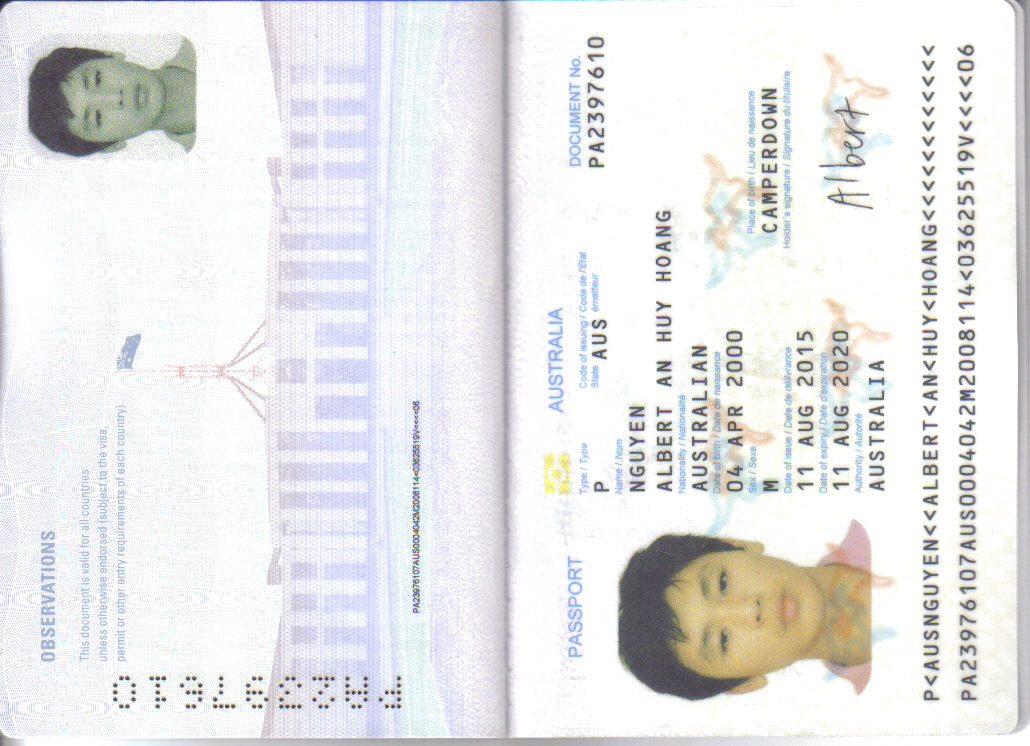 OBSERVATIONS
This document is valid for all countries
unless otherwise endorsed (subject to the visa,
permit or other entry requirements of each country)
PA2397610
PA23976107AUS0004042M2008114<03625519V<<<<06
PASSPORT
AUSTRALIA
DOCUMENT No.
Type / Type
Code of issuing / Code de l'État
State émetteur
P
AUS
PA2397610
Name / Nom
NGUYEN
ALBERT AN HUY HOANG
Nationality / Nationalité
AUSTRALIAN
Date of birth / Date de naissance
04 APR 2000
Sex / Sexe
Place of birth / Lieu de naissance
M
CAMPERDOWN
Date of issue / Date de délivrance
Holder's signature / Signature du titulaire
11 AUG 2015
Date of expiry / Date d'expiration
11 AUG 2020
Albert
Authority / Autorité
AUSTRALIA
P<AUSNGUYEN<<ALBERT<AN<HUY<HOANG<<<<<<<<<<<<
PA23976107AUS0004042M2008114<03625519V<<<<06